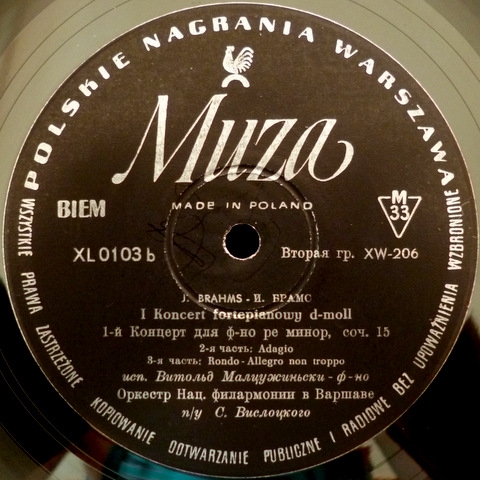 POLSKIE NAGRANIA WARSZAWA
Muza
BIEM
MADE IN POLAND
M
33
XL 0103 b
Вторая гр. XW-206
J. BRAHMS - И. БРАМС
I Koncert fortepianowy d-moll
1-й Концерт для ф-но ре минор, соч. 15
2-я часть: Adagio
3-я часть: Rondo - Allegro non troppo
исп. Витольд Малцужиньски - ф-но
Оркестр Нац. филармонии в Варшаве
п/у С. Вислоцкого
WSZYSTKIE PRAWA ZASTRZEŻONE KOPIOWANIE ODTWARZANIE PUBLICZNE I RADIOWE BEZ UPOWAŻNIENIA WZBRONIONE